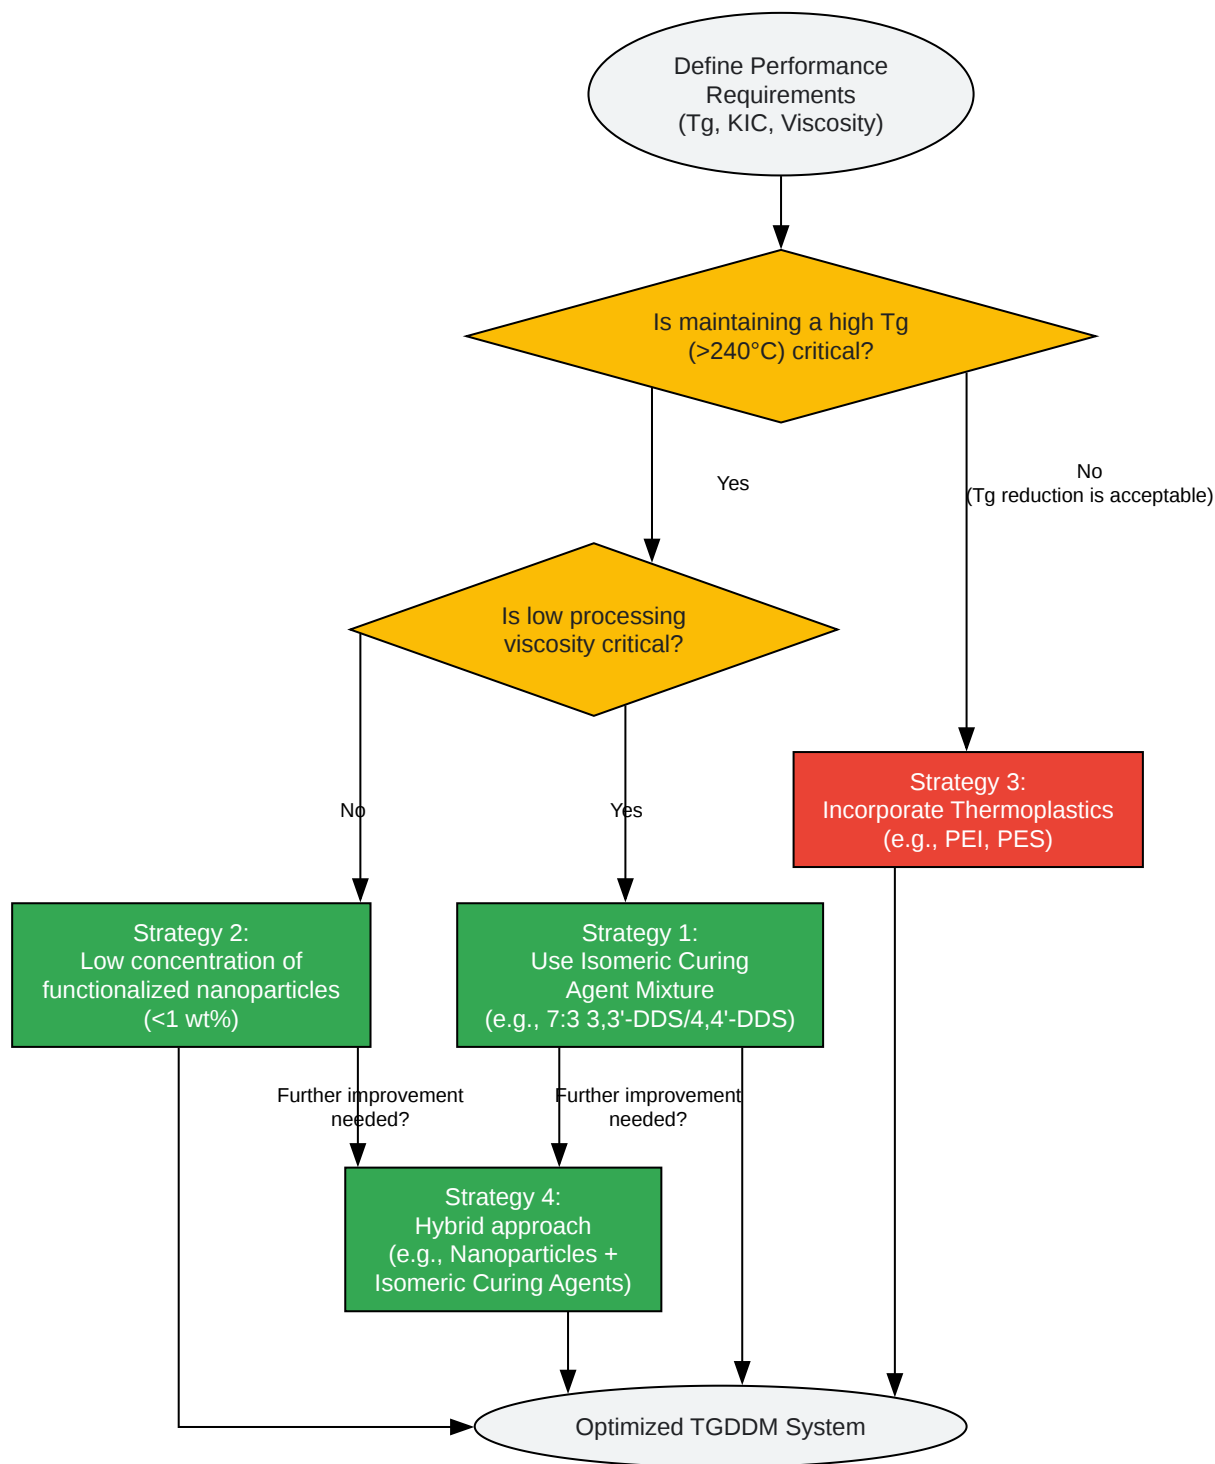 Define Performance
Requirements
(Tg, KIC, Viscosity)
Is maintaining a high Tg
(>240°C) critical?
Yes
No
(Tg reduction is acceptable)
Is low processing
viscosity critical?
No
Yes
Strategy 3:
Incorporate Thermoplastics
(e.g., PEI, PES)
Strategy 2:
Low concentration of
functionalized nanoparticles
(<1 wt%)
Strategy 1:
Use Isomeric Curing
Agent Mixture
(e.g., 7:3 3,3'-DDS/4,4'-DDS)
Further improvement
needed?
Further improvement
needed?
Strategy 4:
Hybrid approach
(e.g., Nanoparticles +
Isomeric Curing Agents)
Optimized TGDDM System